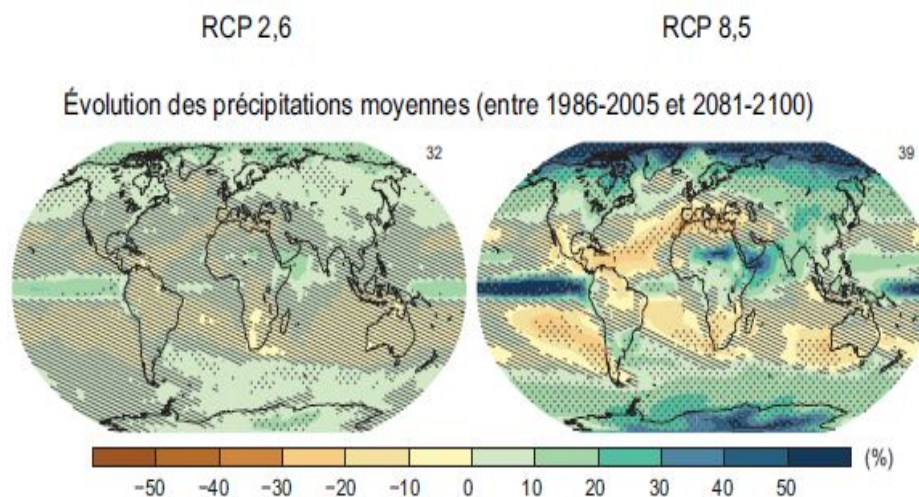 RCP 2,6 RCP 8,5
Évolution des précipitations moyennes (entre 1986-2005 et 2081-2100)
32 39
(%)
−50 −40 −30 −20 −10 0 10 20 30 40 50